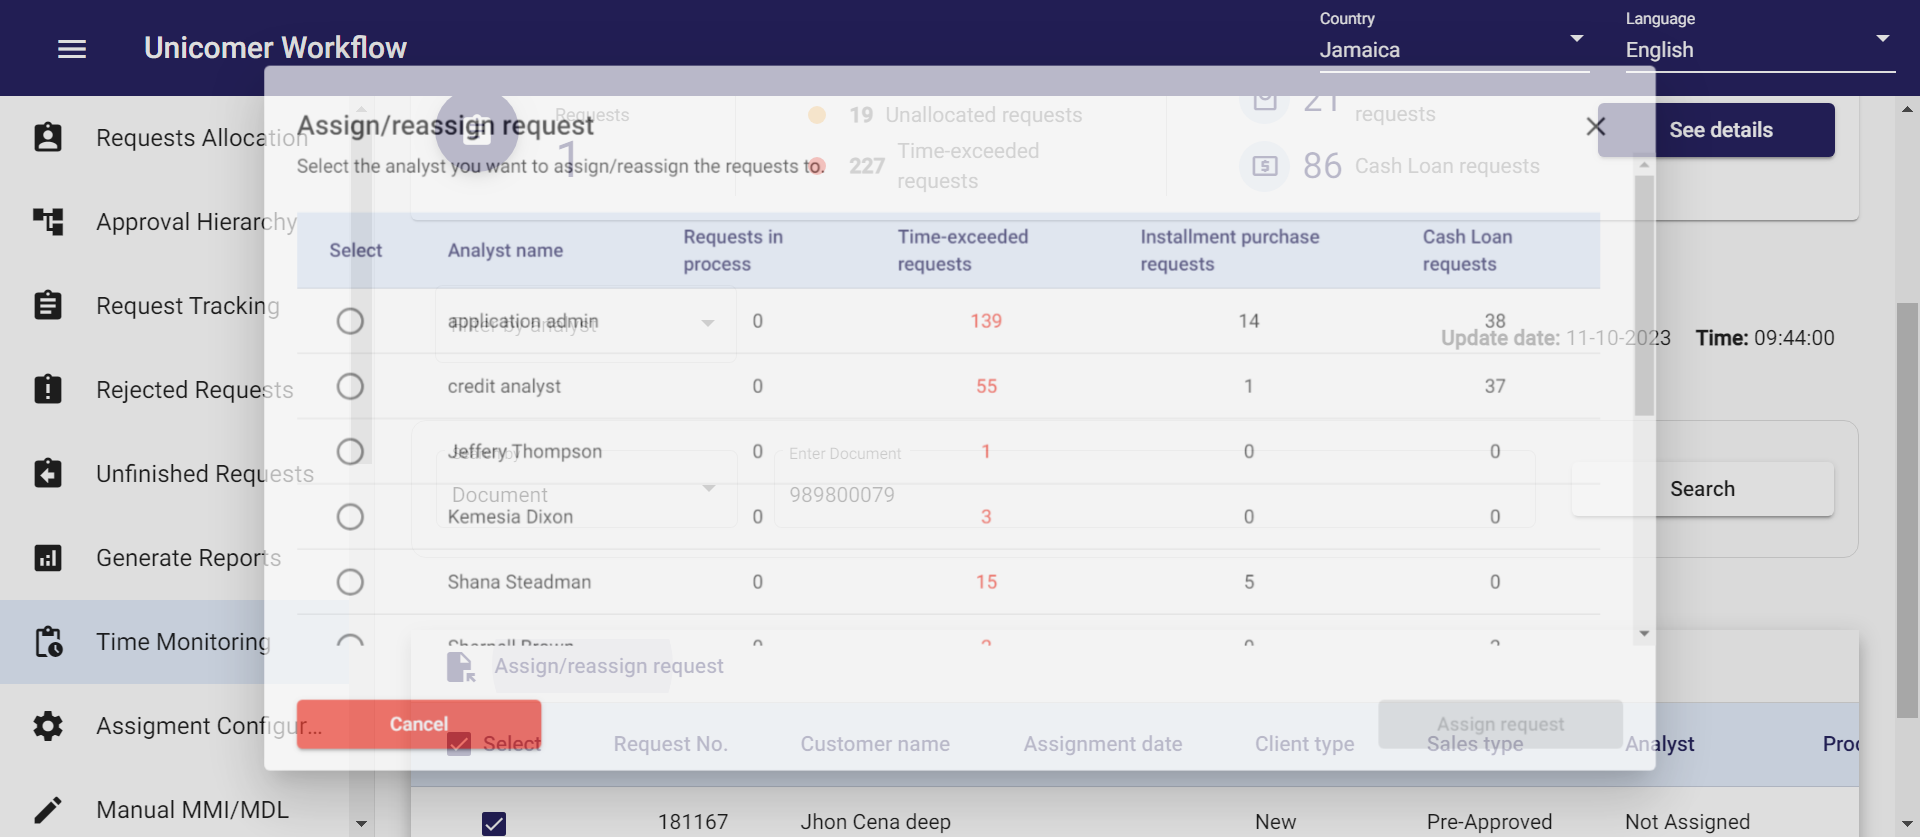 Unicomer Workflow
Country
Jamaica
Language
English
Requests Allocation
Approval Hierarchy
Request Tracking
Rejected Requests
Unfinished Requests
Generate Reports
Time Monitoring
Assigment Configur...
Manual MMI/MDL
Requests
1
19 Unallocated requests
227 Time-exceeded
requests
21
requests
86 Cash Loan requests
See details
Assign/reassign request
Select the analyst you want to assign/reassign the requests to.
Select
Analyst name
Requests in
process
Time-exceeded
requests
Installment purchase
requests
Cash Loan
requests
application admin 0 139 14 38
Filter by analyst
Update date: 11-10-2023 Time: 09:44:00
credit analyst 0 55 1 37
Jeffery Thompson 0 1 0 0
Enter Document
Document
989800079
Search
Kemesia Dixon 0 3 0 0
Shana Steadman 0 15 5 0
Assign/reassign request
Cancel
Assign request
Select Request No. Customer name Assignment date Client type Sales type Analyst
181167 Jhon Cena deep New Pre-Approved Not Assigned